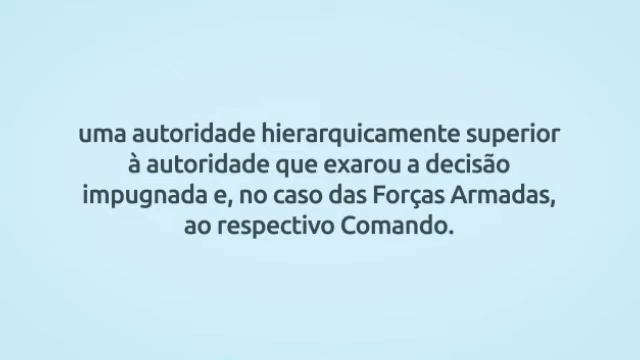 uma autoridade hierarquicamente superior
à autoridade que exarou a decisão
impugnada e, no caso das Forças Armadas,
ao respectivo Comando.